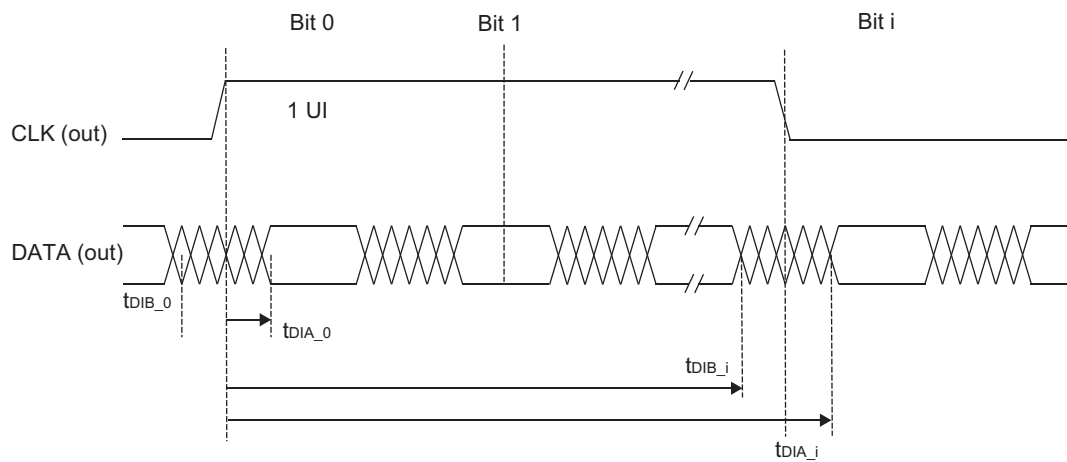 Bit 0 Bit 1 Bit i
1 UI
CLK (out)
DATA (out)
tDIB_0
tDIA_0
tDIB_i
tDIA_i